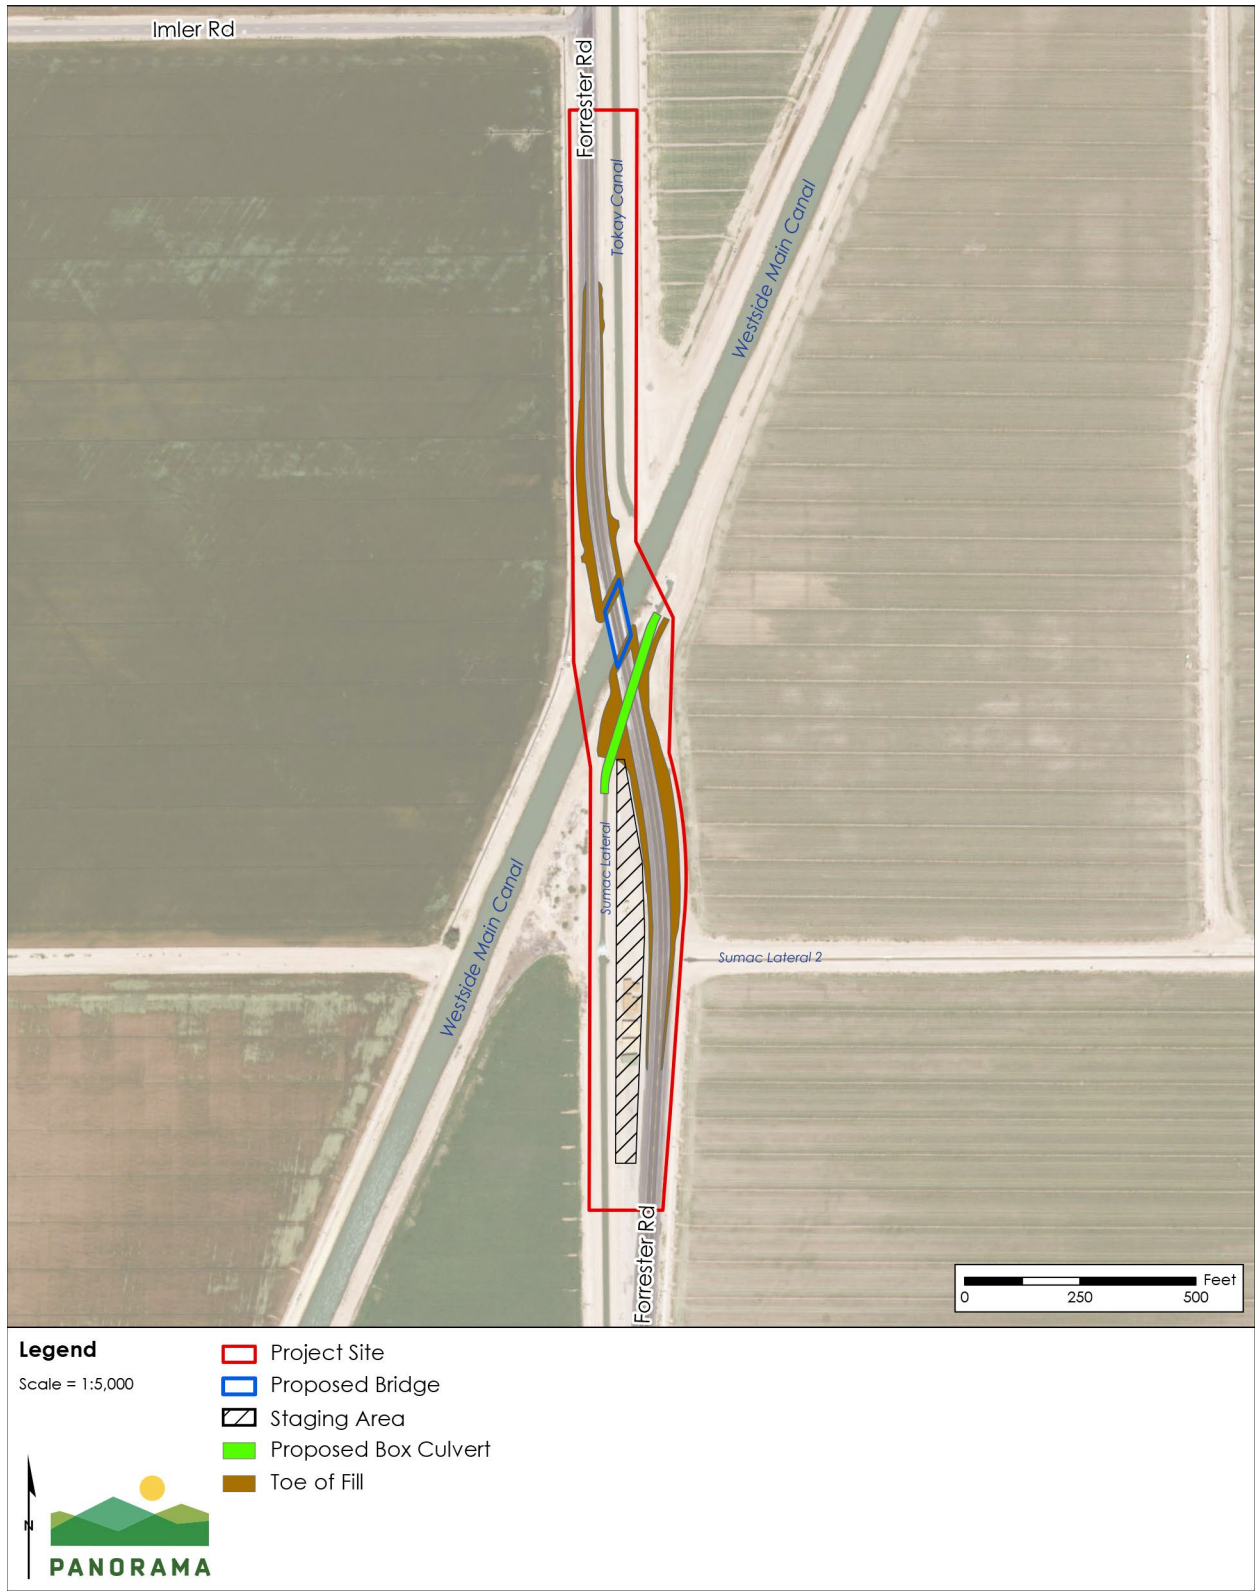 Imler Rd
Forrester Rd
Tokay Canal
Westside Main Canal
Sumac Lateral
Westside Main Canal
Sumac Lateral 2
Forrester Rd
Feet
0 250 500
Legend
Scale = 1:5,000
Project Site
Proposed Bridge
Staging Area
Proposed Box Culvert
Toe of Fill
N
PANORAMA